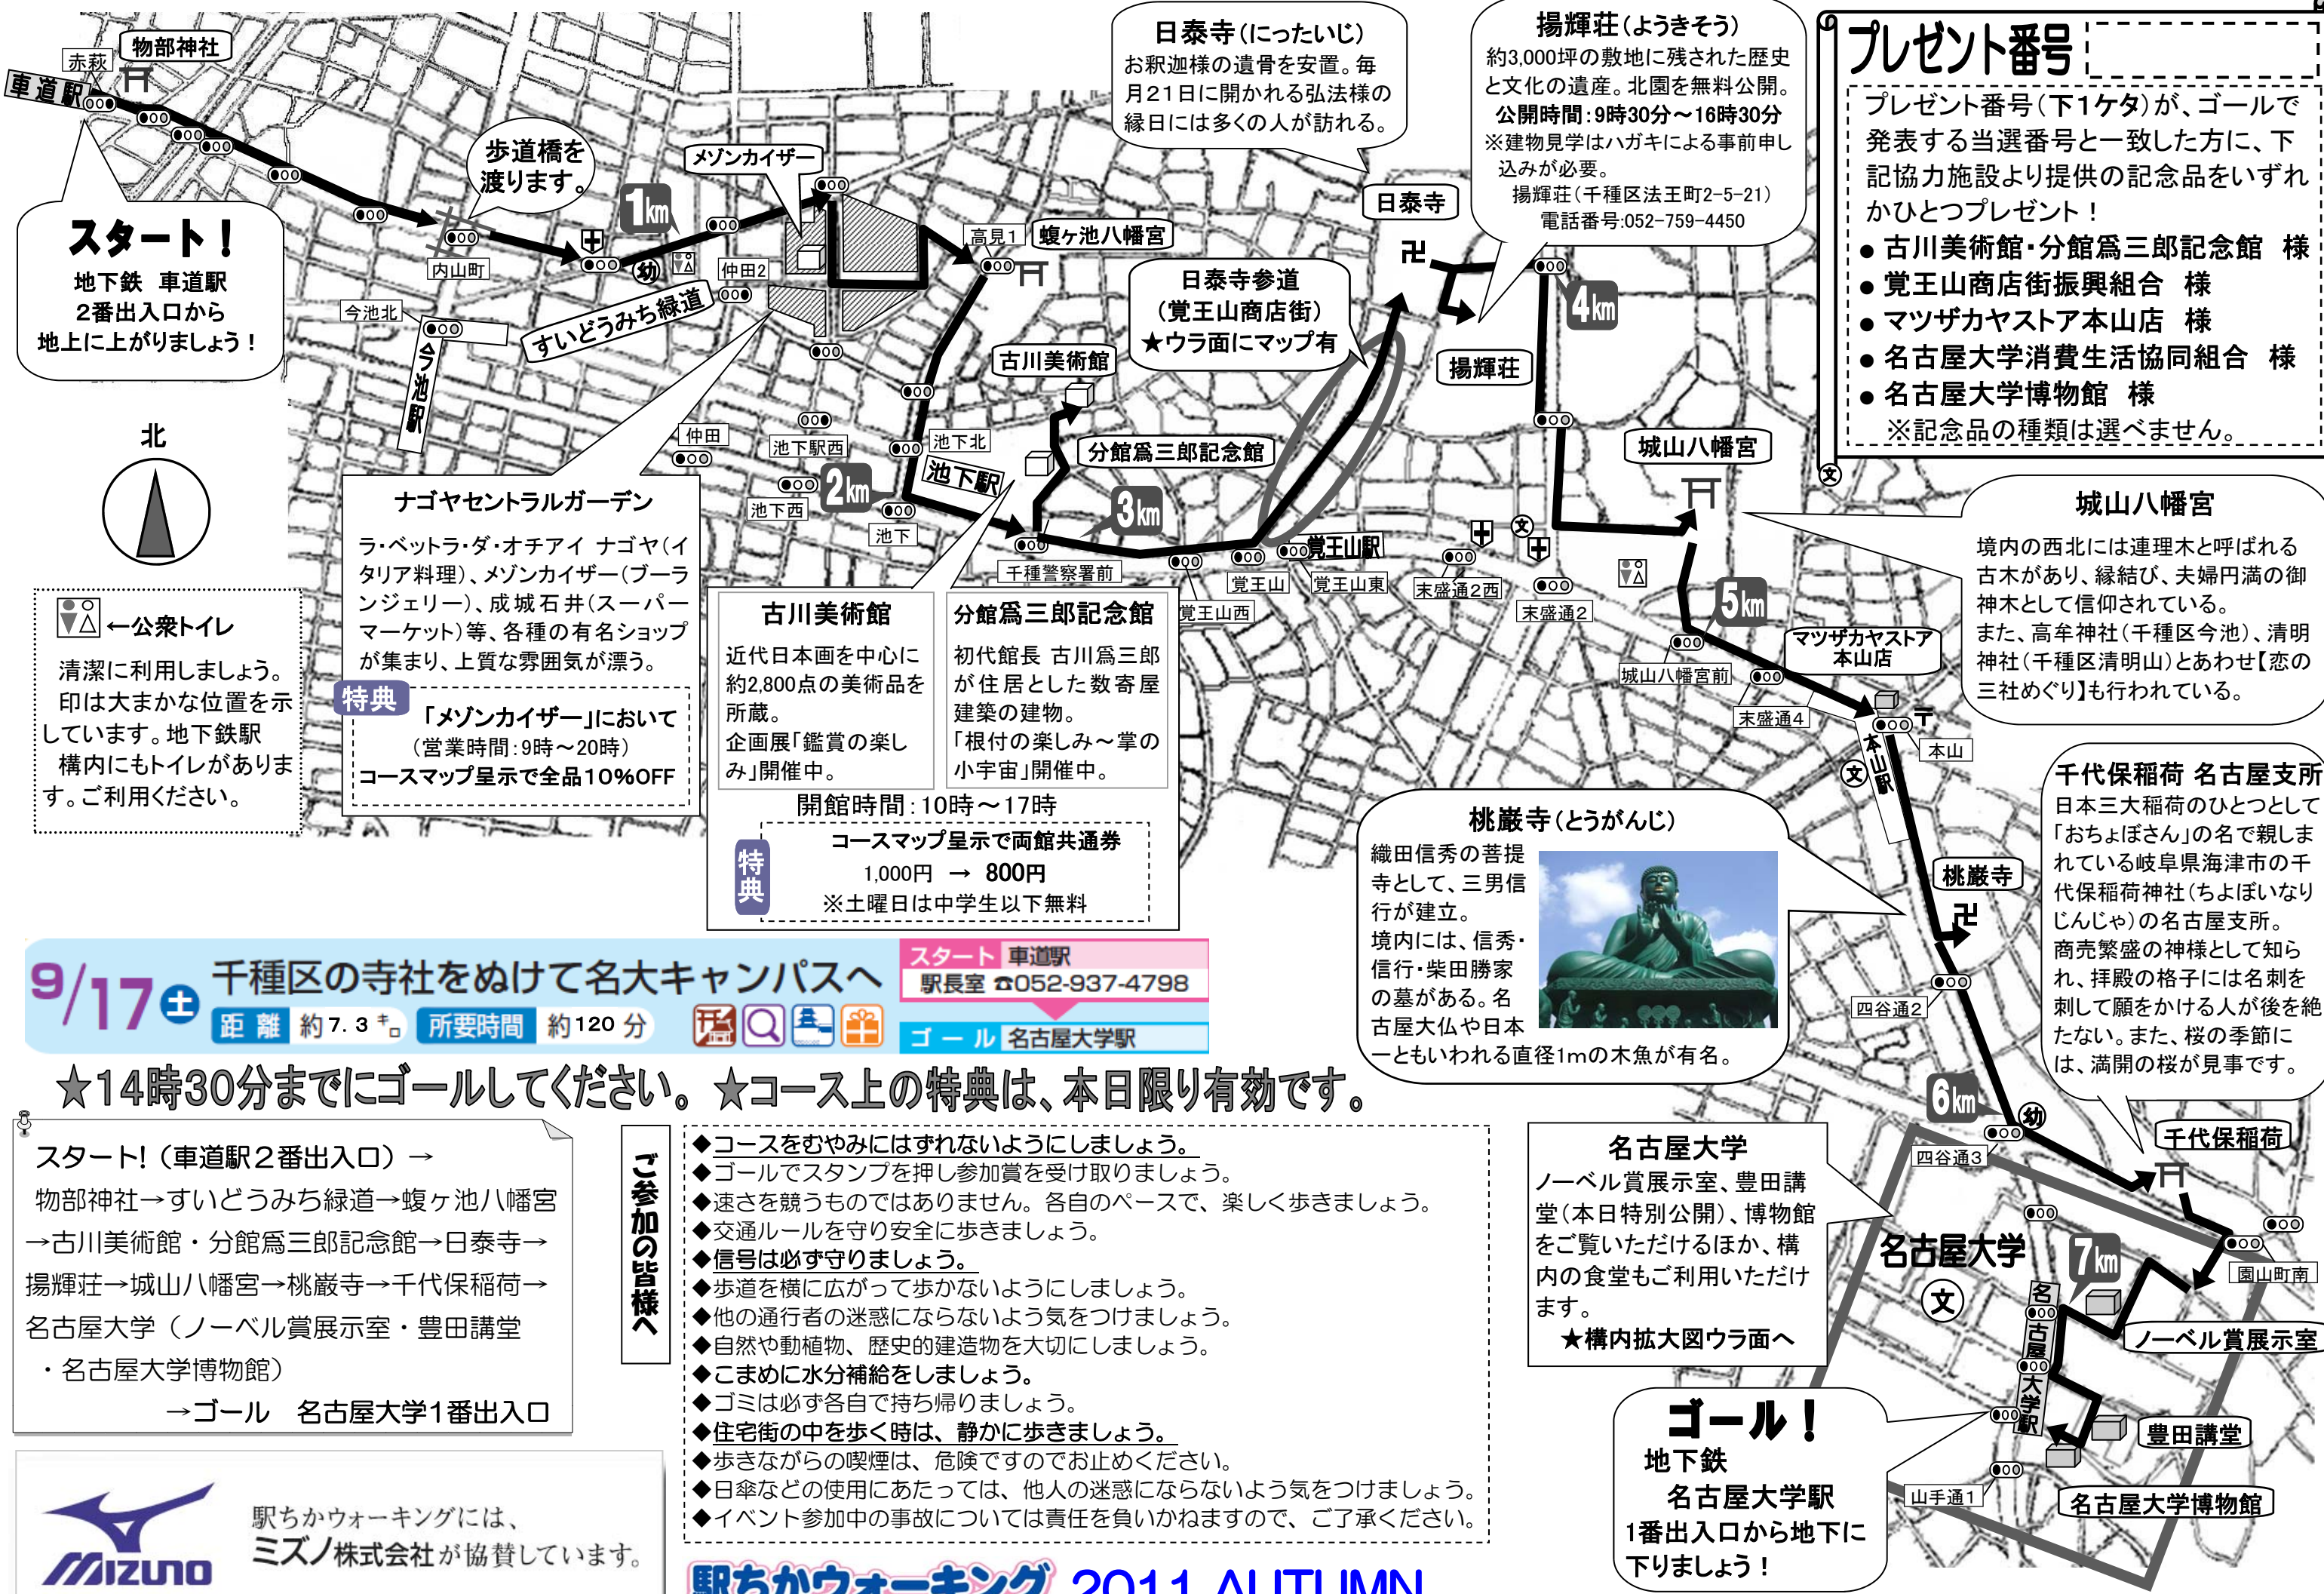 赤萩
物部神社
車道駅
スタート！
地下鉄 車道駅
2番出入口から
地上に上がりましょう！
歩道橋を
渡ります。
内山町
1km
幼
すいどうみち緑道
仲田2
今池北
今池駅
メゾンカイザー
高見1
蝮ヶ池八幡宮
日泰寺(にったいじ)
お釈迦様の遺骨を安置。毎
月21日に開かれる弘法様の
縁日には多くの人が訪れる。
日泰寺
卍
揚輝荘(ようきそう)
約3,000坪の敷地に残された歴史
と文化の遺産。北園を無料公開。
公開時間：9時30分～16時30分
※建物見学はハガキによる事前申し
込みが必要。
揚輝荘(千種区法王町2-5-21)
電話番号:052-759-4450
プレゼント番号
プレゼント番号(下1ケタ)が、ゴールで
発表する当選番号と一致した方に、下
記協力施設より提供の記念品をいずれ
かひとつプレゼント！
● 古川美術館・分館爲三郎記念館 様
● 覚王山商店街振興組合 様
● マツザカヤストア本山店 様
● 名古屋大学消費生活協同組合 様
● 名古屋大学博物館 様
※記念品の種類は選べません。
文
日泰寺参道
(覚王山商店街)
★ウラ面にマップ有
4km
揚輝荘
古川美術館
分館爲三郎記念館
城山八幡宮
北
仲田
池下駅西
池下北
池下駅
2km
池下西
池下
3km
千種警察署前
覚王山西
覚王山
覚王山駅
覚王山東
末盛通2西
文
末盛通2
5km
城山八幡宮前
末盛通4
マツザカヤストア
本山店
〒
本山
本山駅
文
城山八幡宮
境内の西北には連理木と呼ばれる
古木があり、縁結び、夫婦円満の御
神木として信仰されている。
また、高牟神社(千種区今池)、清明
神社(千種区清明山)とあわせ【恋の
三社めぐり】も行われている。
←公衆トイレ
清潔に利用しましょう。
印は大まかな位置を示
しています。地下鉄駅
構内にもトイレがありま
す。ご利用ください。
ナゴヤセントラルガーデン
ラ・ベットラ・ダ・オチアイ ナゴヤ(イ
タリア料理)、メゾンカイザー(ブーラ
ンジェリー)、成城石井(スーパー
マーケット)等、各種の有名ショップ
が集まり、上質な雰囲気が漂う。
特典
「メゾンカイザー」において
(営業時間：9時～20時)
コースマップ呈示で全品10%OFF
古川美術館
近代日本画を中心に
約2,800点の美術品を
所蔵。
企画展「鑑賞の楽し
み」開催中。
分館爲三郎記念館
初代館長 古川爲三郎
が住居とした数寄屋
建築の建物。
「根付の楽しみ～掌の
小宇宙」開催中。
開館時間：10時～17時
特典
コースマップ呈示で両館共通券
1,000円 → 800円
※土曜日は中学生以下無料
桃巌寺(とうがんじ)
織田信秀の菩提
寺として、三男信
行が建立。
境内には、信秀・
信行・柴田勝家
の墓がある。名
古屋大仏や日本
一ともいわれる直径1mの木魚が有名。
桃巌寺
卍
千代保稲荷 名古屋支所
日本三大稲荷のひとつとして
「おちょぼさん」の名で親しま
れている岐阜県海津市の千
代保稲荷神社(ちよぼいなり
じんじゃ)の名古屋支所。
商売繁盛の神様として知ら
れ、拝殿の格子には名刺を
刺して願をかける人が後を絶
たない。また、桜の季節に
は、満開の桜が見事です。
四谷通2
6km
幼
四谷通3
千代保稲荷
9/17 土
千種区の寺社をぬけて名大キャンパスへ
距離 約7.3キロ 所要時間 約120分
スタート 車道駅
駅長室 ☎052-937-4798
ゴール 名古屋大学駅
★14時30分までにゴールしてください。 ★コース上の特典は、本日限り有効です。
スタート!（車道駅２番出入口）→
物部神社→すいどうみち緑道→蝮ヶ池八幡宮
→古川美術館・分館爲三郎記念館→日泰寺→
揚輝荘→城山八幡宮→桃巌寺→千代保稲荷→
名古屋大学（ノーベル賞展示室・豊田講堂
・名古屋大学博物館）
→ゴール 名古屋大学1番出入口
ご参加の皆様へ
◆コースをむやみにはずれないようにしましょう。
◆ゴールでスタンプを押し参加賞を受け取りましょう。
◆速さを競うものではありません。各自のペースで、楽しく歩きましょう。
◆交通ルールを守り安全に歩きましょう。
◆信号は必ず守りましょう。
◆歩道を横に広がって歩かないようにしましょう。
◆他の通行者の迷惑にならないよう気をつけましょう。
◆自然や動植物、歴史的建造物を大切にしましょう。
◆こまめに水分補給をしましょう。
◆ゴミは必ず各自で持ち帰りましょう。
◆住宅街の中を歩く時は、静かに歩きましょう。
◆歩きながらの喫煙は、危険ですのでお止めください。
◆日傘などの使用にあたっては、他人の迷惑にならないよう気をつけましょう。
◆イベント参加中の事故については責任を負いかねますので、ご了承ください。
名古屋大学
ノーベル賞展示室、豊田講
堂(本日特別公開)、博物館
をご覧いただけるほか、構
内の食堂もご利用いただけ
ます。
★構内拡大図ウラ面へ
名古屋大学
文
7km
園山町南
名古屋大学駅
ノーベル賞展示室
豊田講堂
名古屋大学博物館
山手通1
ゴール！
地下鉄
名古屋大学駅
1番出入口から地下に
下りましょう！
MIZUNO
駅ちかウォーキングには、
ミズノ株式会社が協賛しています。
駅ちかウォーキング 2011 AUTUMN